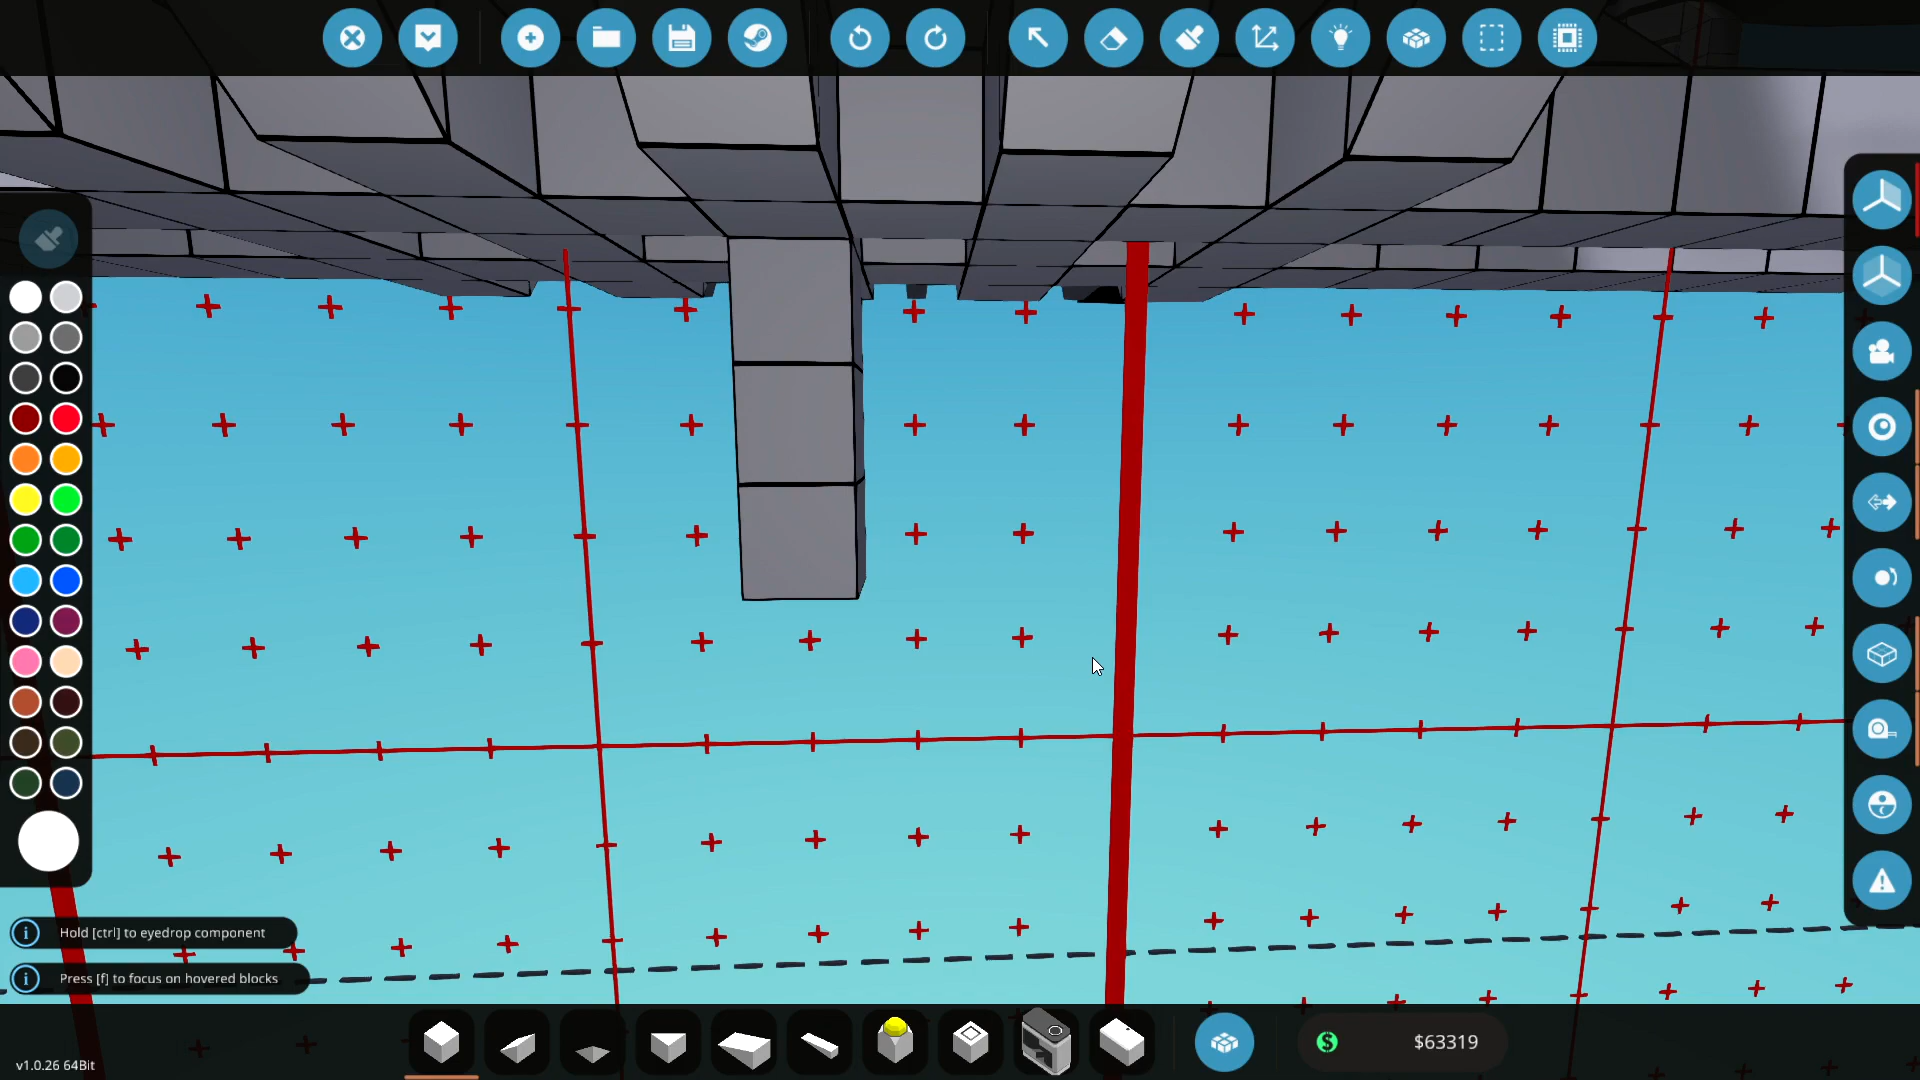 Hold [ctrl] to eyedrop component
Press [f] to focus on hovered blocks
v1.0.26 64Bit
$
$63319